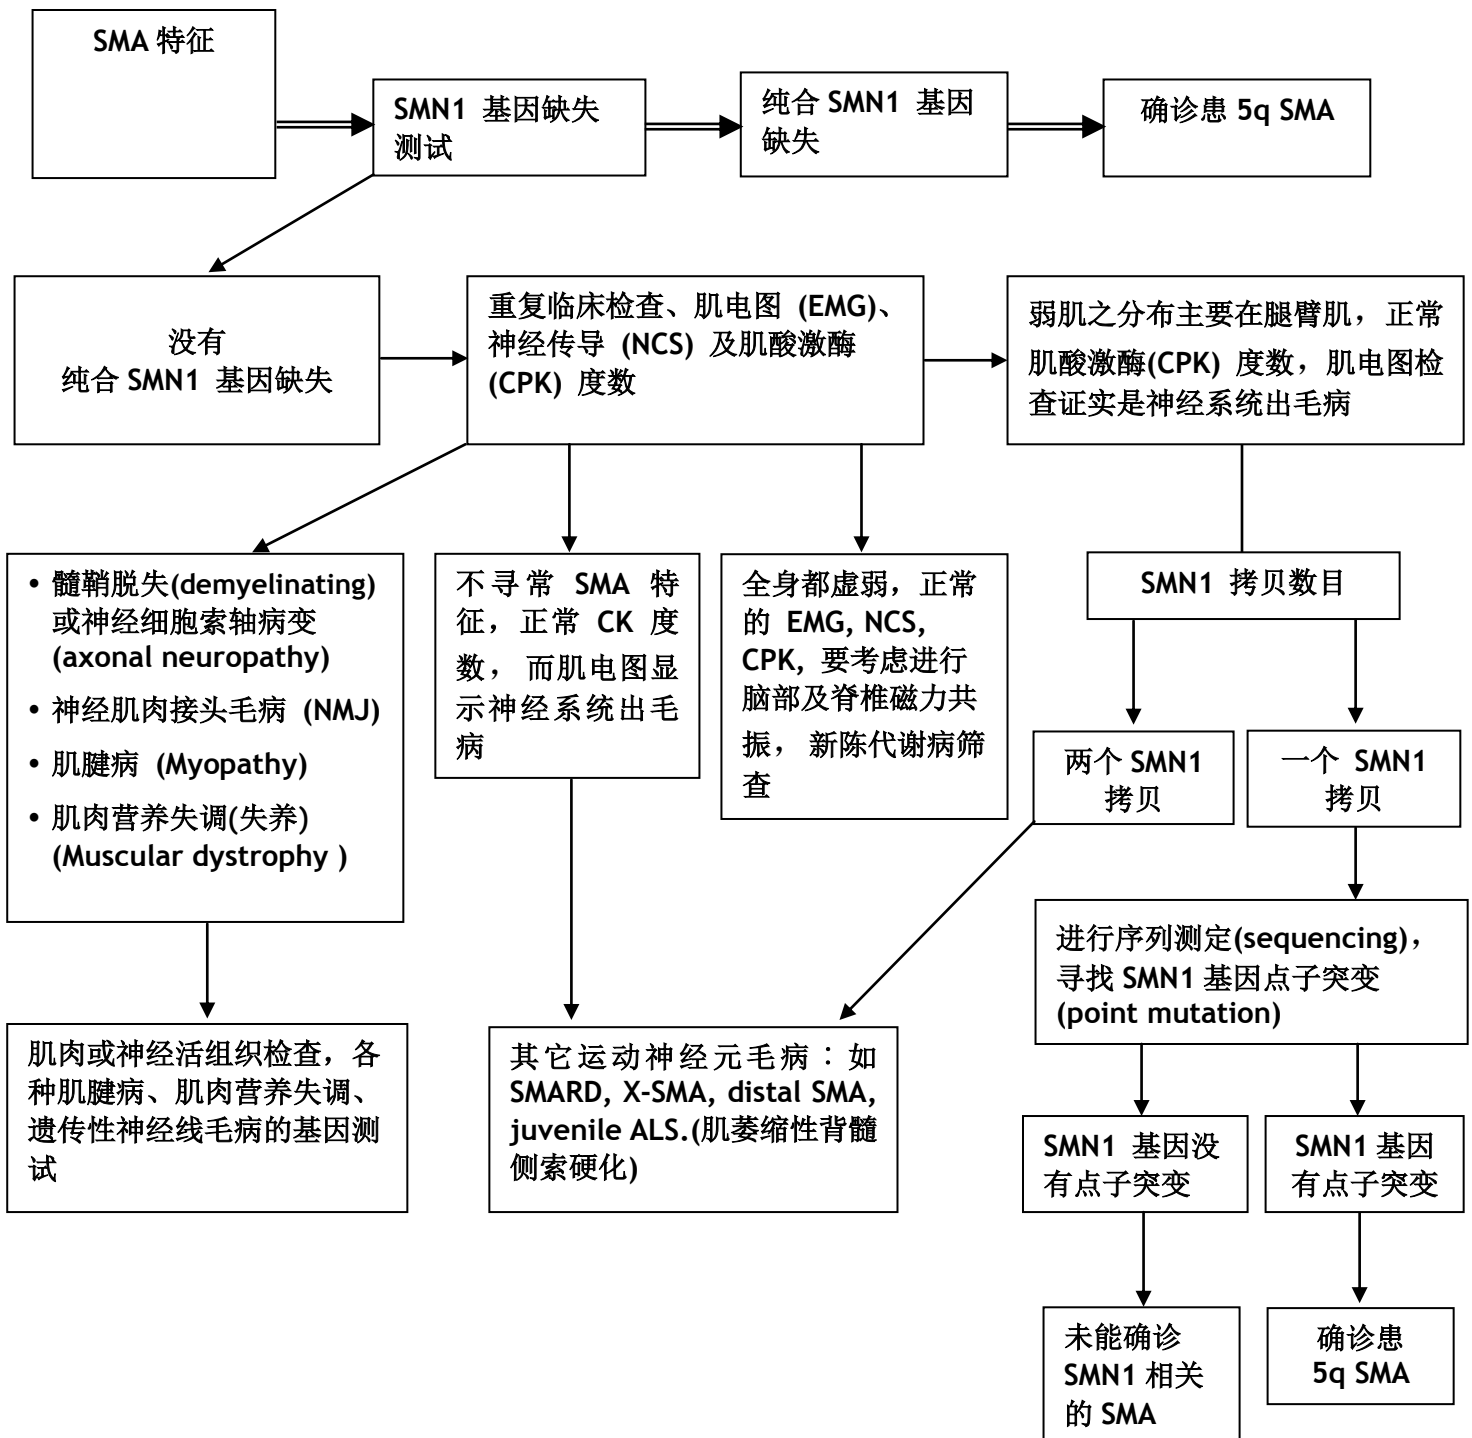 SMA 特征
SMN1 基因缺失
测试
纯合 SMN1 基因
缺失
确诊患 5q SMA
没有
纯合 SMN1 基因缺失
重复临床检查、肌电图 (EMG)、
神经传导 (NCS) 及肌酸激酶
(CPK) 度数
弱肌之分布主要在腿臂肌，正常
肌酸激酶(CPK) 度数，肌电图检
查证实是神经系统出毛病
• 髓鞘脱失(demyelinating)
或神经细胞索轴病变
(axonal neuropathy)
• 神经肉接头毛病 (NMJ)
• 肌腱病 (Myopathy)
• 肌肉营养失调(失养)
(Muscular dystrophy )
不寻常 SMA 特
征，正常 CK 度
数，而肌电图显
示神经系统出毛
病
全身都虚弱，正常
的 EMG, NCS,
CPK, 要考虑进行
脑部及脊椎磁力共
振，新陈代谢病筛
查
SMN1 拷贝数目
两个 SMN1
拷贝
一个 SMN1
拷贝
进行序列测定(sequencing)，
寻找 SMN1 基因点子突变
(point mutation)
肌肉或神经活组织检查，各
种肌腱病、肌肉营养失调、
遗传性神经线毛病的基因测
试
其它运动神经元毛病：如
SMARD, X-SMA, distal SMA,
juvenile ALS.(肌萎缩性背髓
侧索硬化)
SMN1 基因没
有点子突变
SMN1 基因
有点子突变
未能确诊
SMN1 相关
的 SMA
确诊患
5q SMA